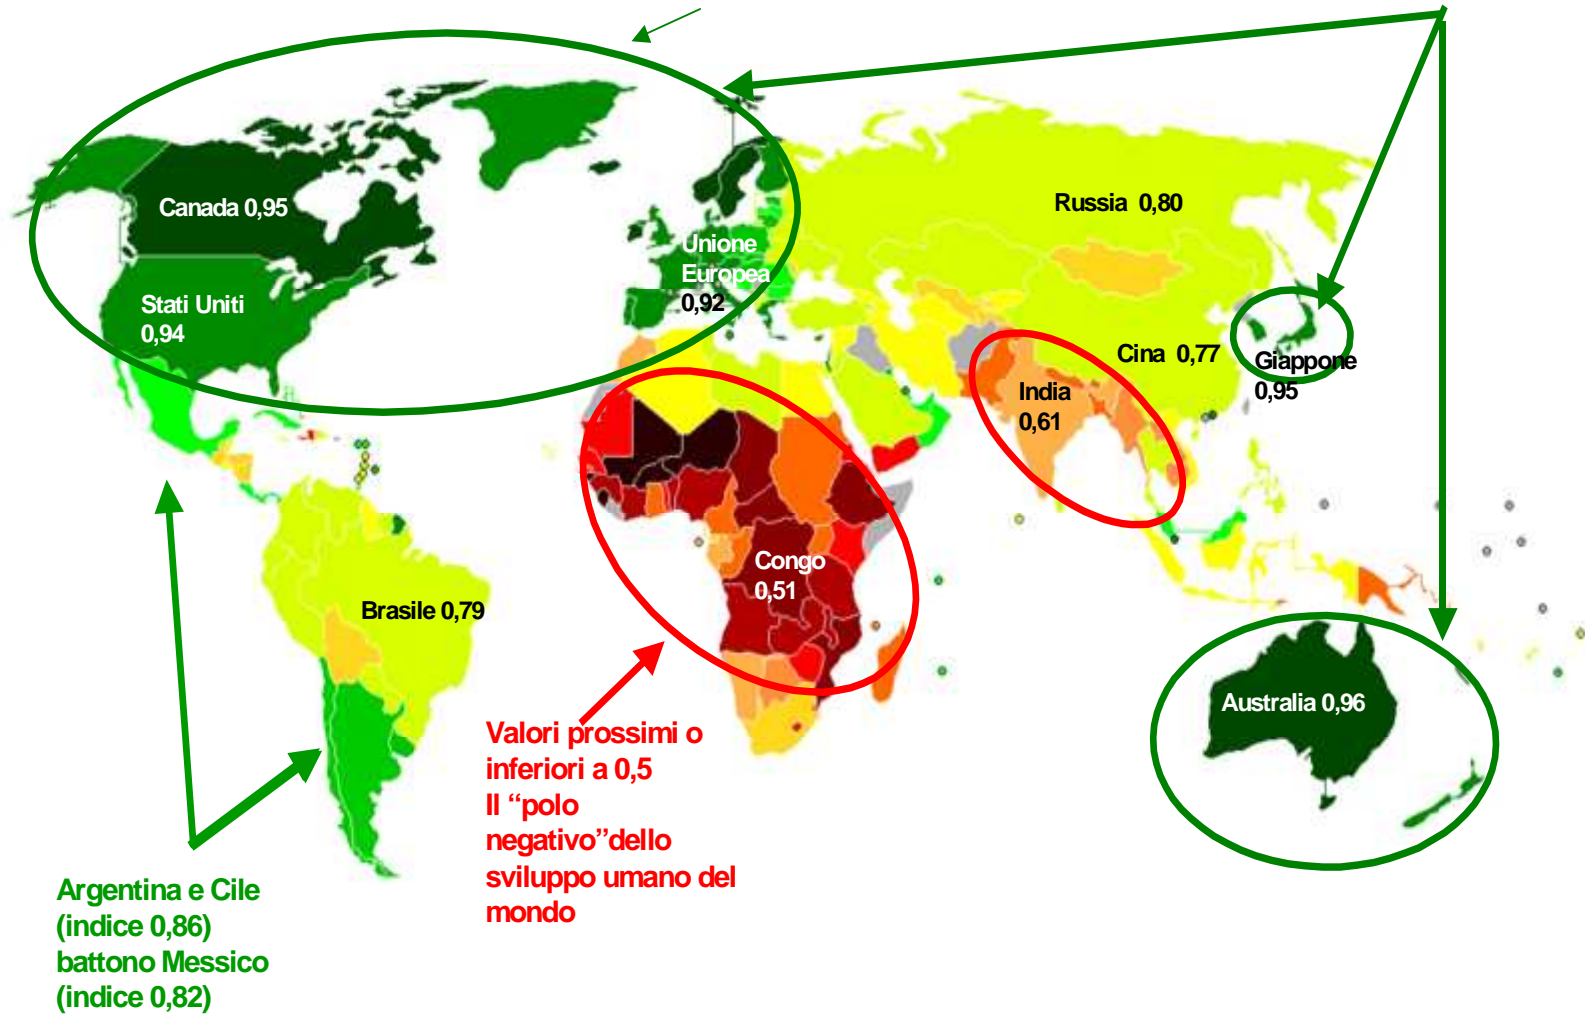 Canada 0,95
Stati Uniti
0,94
Unione
Europea
0,92
Russia 0,80
Cina 0,77
Giappone
0,95
India
0,61
Congo
0,51
Brasile 0,79
Australia 0,96
Valori prossimi o
inferiori a 0,5
Il “polo
negativo”dello
sviluppo umano del
mondo
Argentina e Cile
(indice 0,86)
battono Messico
(indice 0,82)